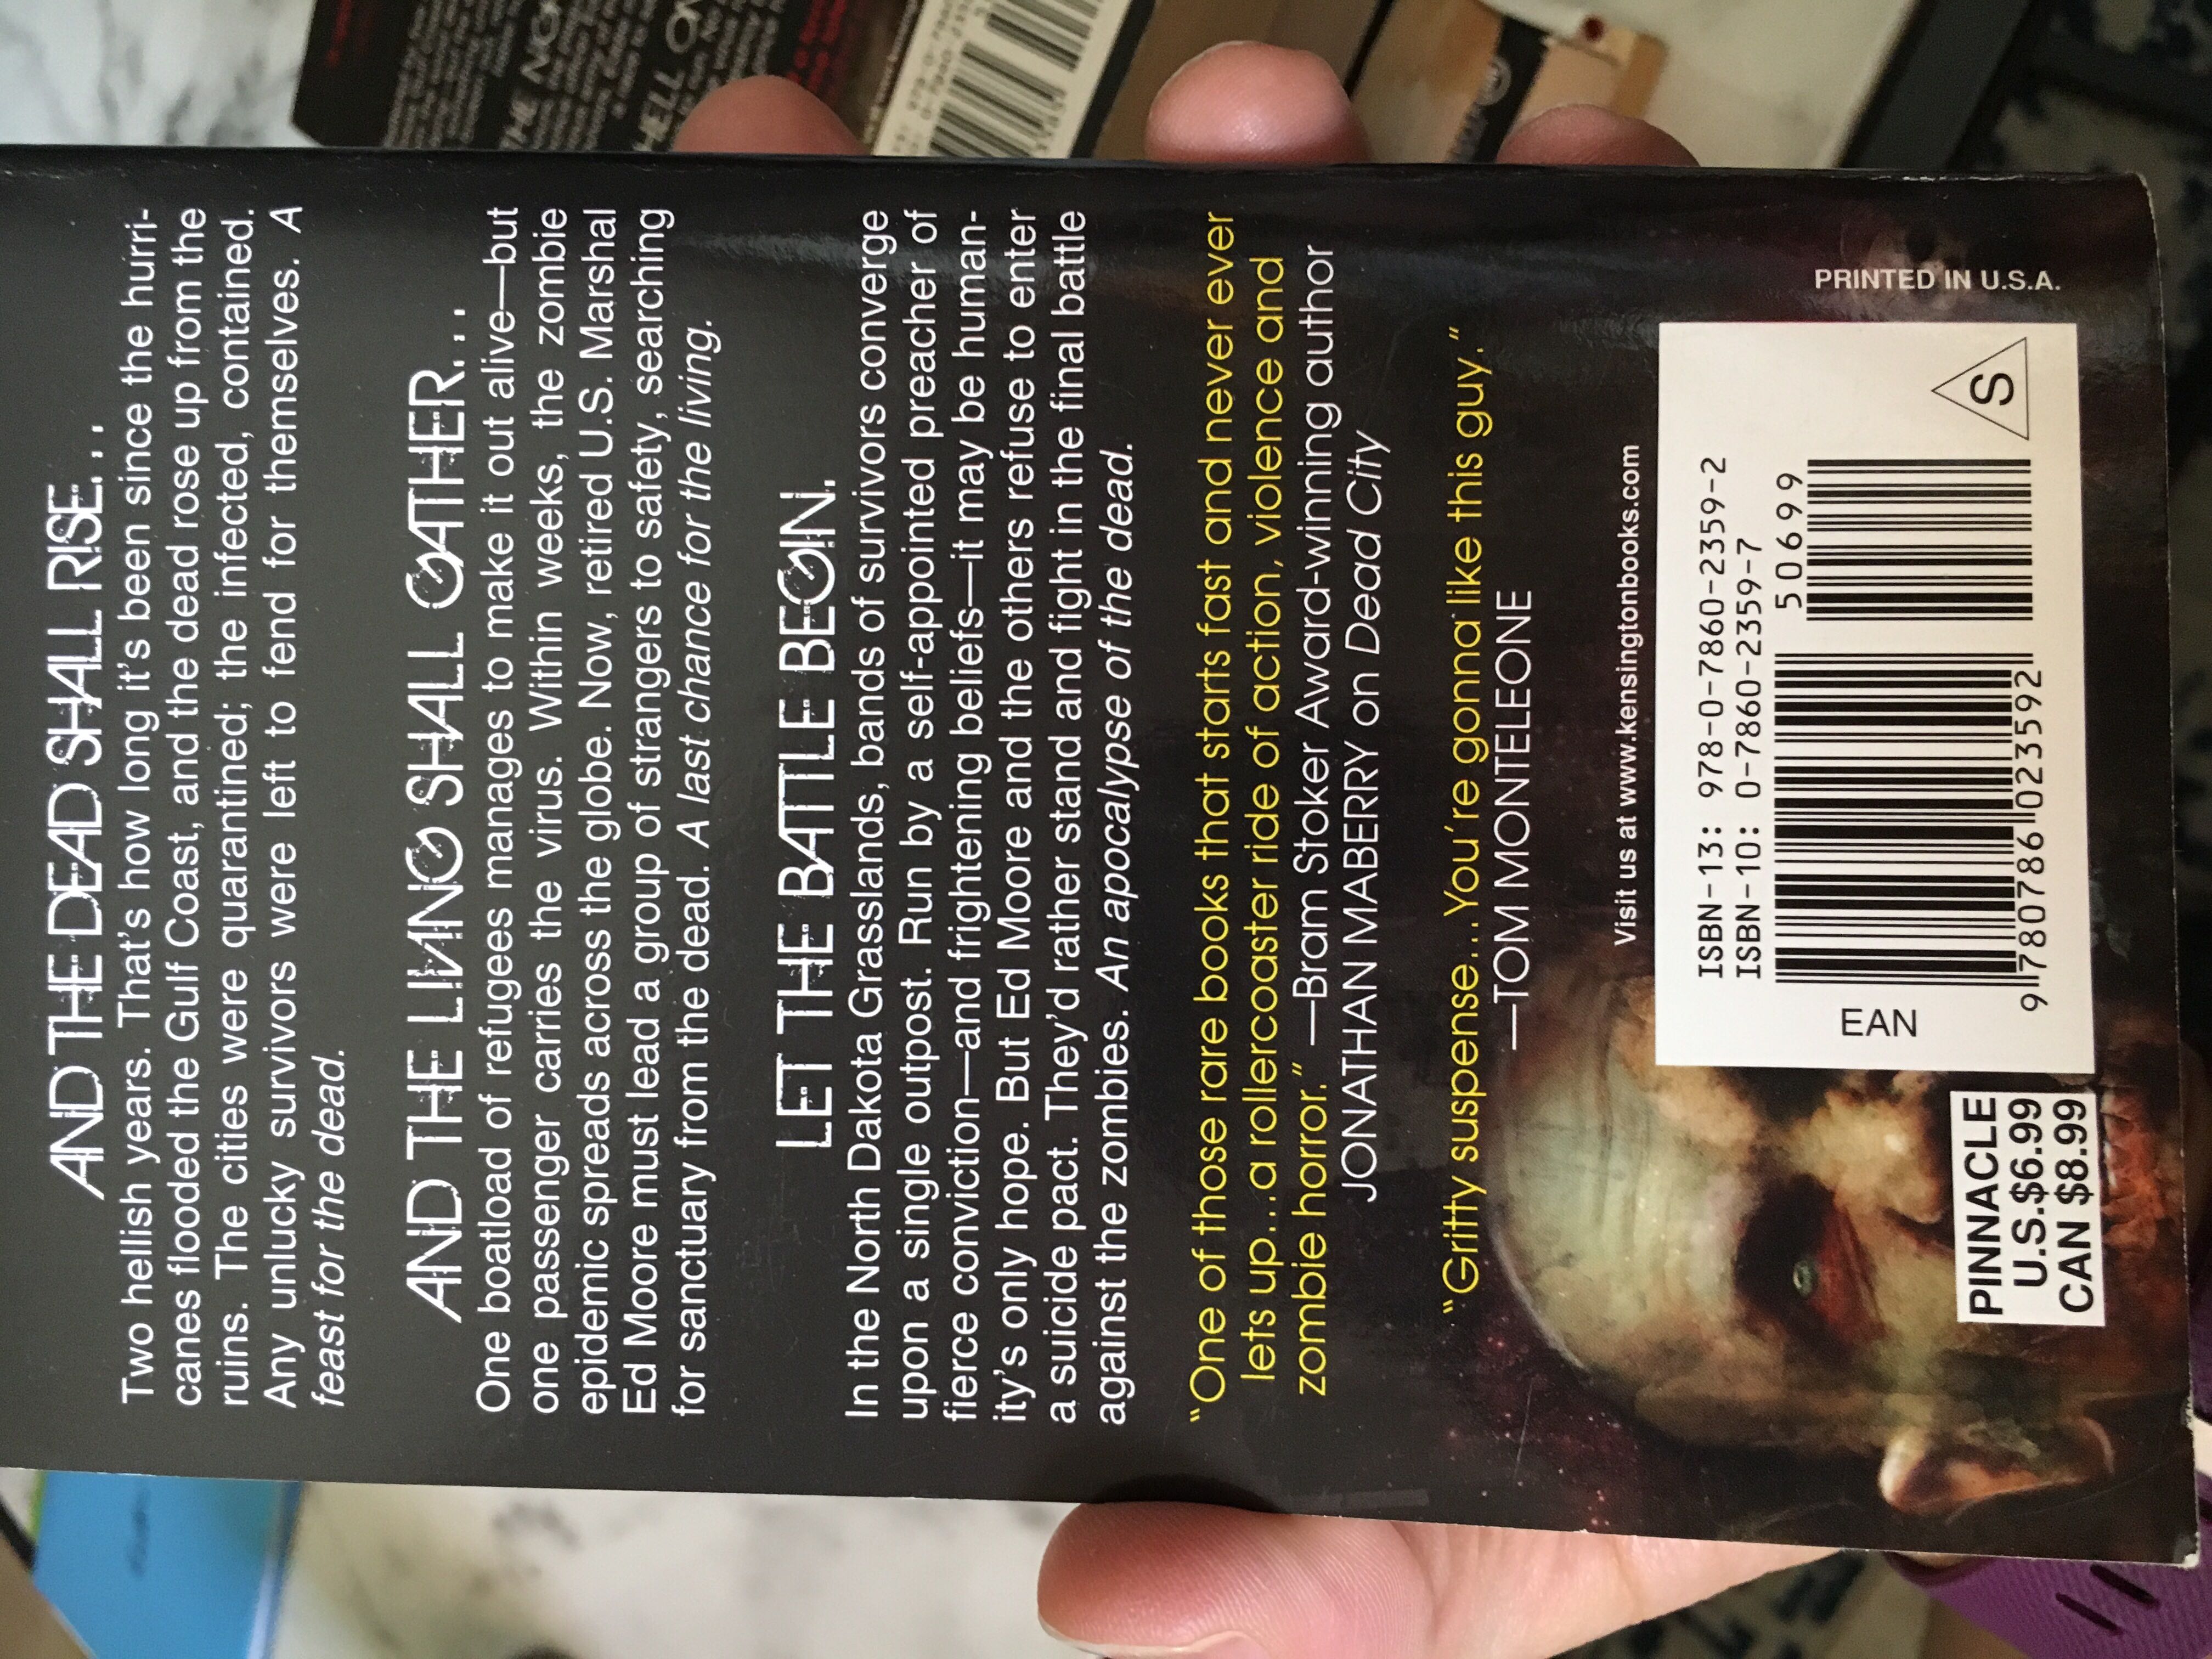 AND THE DEAD SHALL RISE...
Two hellish years. That's how long it's been since the hurri-
canes flooded the Gulf Coast, and the dead rose up from the
ruins. The cities were quarantined; the infected, contained.
Any unlucky survivors were left to fend for themselves. A
feast for the dead.
AND THE LIVING SHALL GATHER...
One boatload of refugees manages to make it out alive—but
one passenger carries the virus. Within weeks, the zombie
epidemic spreads across the globe. Now, retired U.S. Marshal
Ed Moore must lead a group of strangers to safety, searching
for sanctuary from the dead. A last chance for the living.
LET THE BATTLE BEGIN.
In the North Dakota Grasslands, bands of survivors converge
upon a single outpost. Run by a self-appointed preacher of
fierce conviction—and frightening beliefs—it may be human-
ity's only hope. But Ed Moore and the others refuse to enter
a suicide pact. They'd rather stand and fight in the final battle
against the zombies. An apocalypse of the dead.
"One of those rare books that starts fast and never ever
lets up...a rollercoaster ride of action, violence and
zombie horror." —Bram Stoker Award-winning author
JONATHAN MABERRY on Dead City
"Gritty suspense...You're gonna like this guy."
—TOM MONTELEONE
Visit us at www.kensingtonbooks.com
ISBN-13: 978-0-7860-2359-2
ISBN-10: 0-7860-2359-7
50699
EAN
9 780786 023592
S
PRINTED IN U.S.A.
PINNACLE
U.S.$6.99
CAN $8.99
THE NIGH
HELL ON